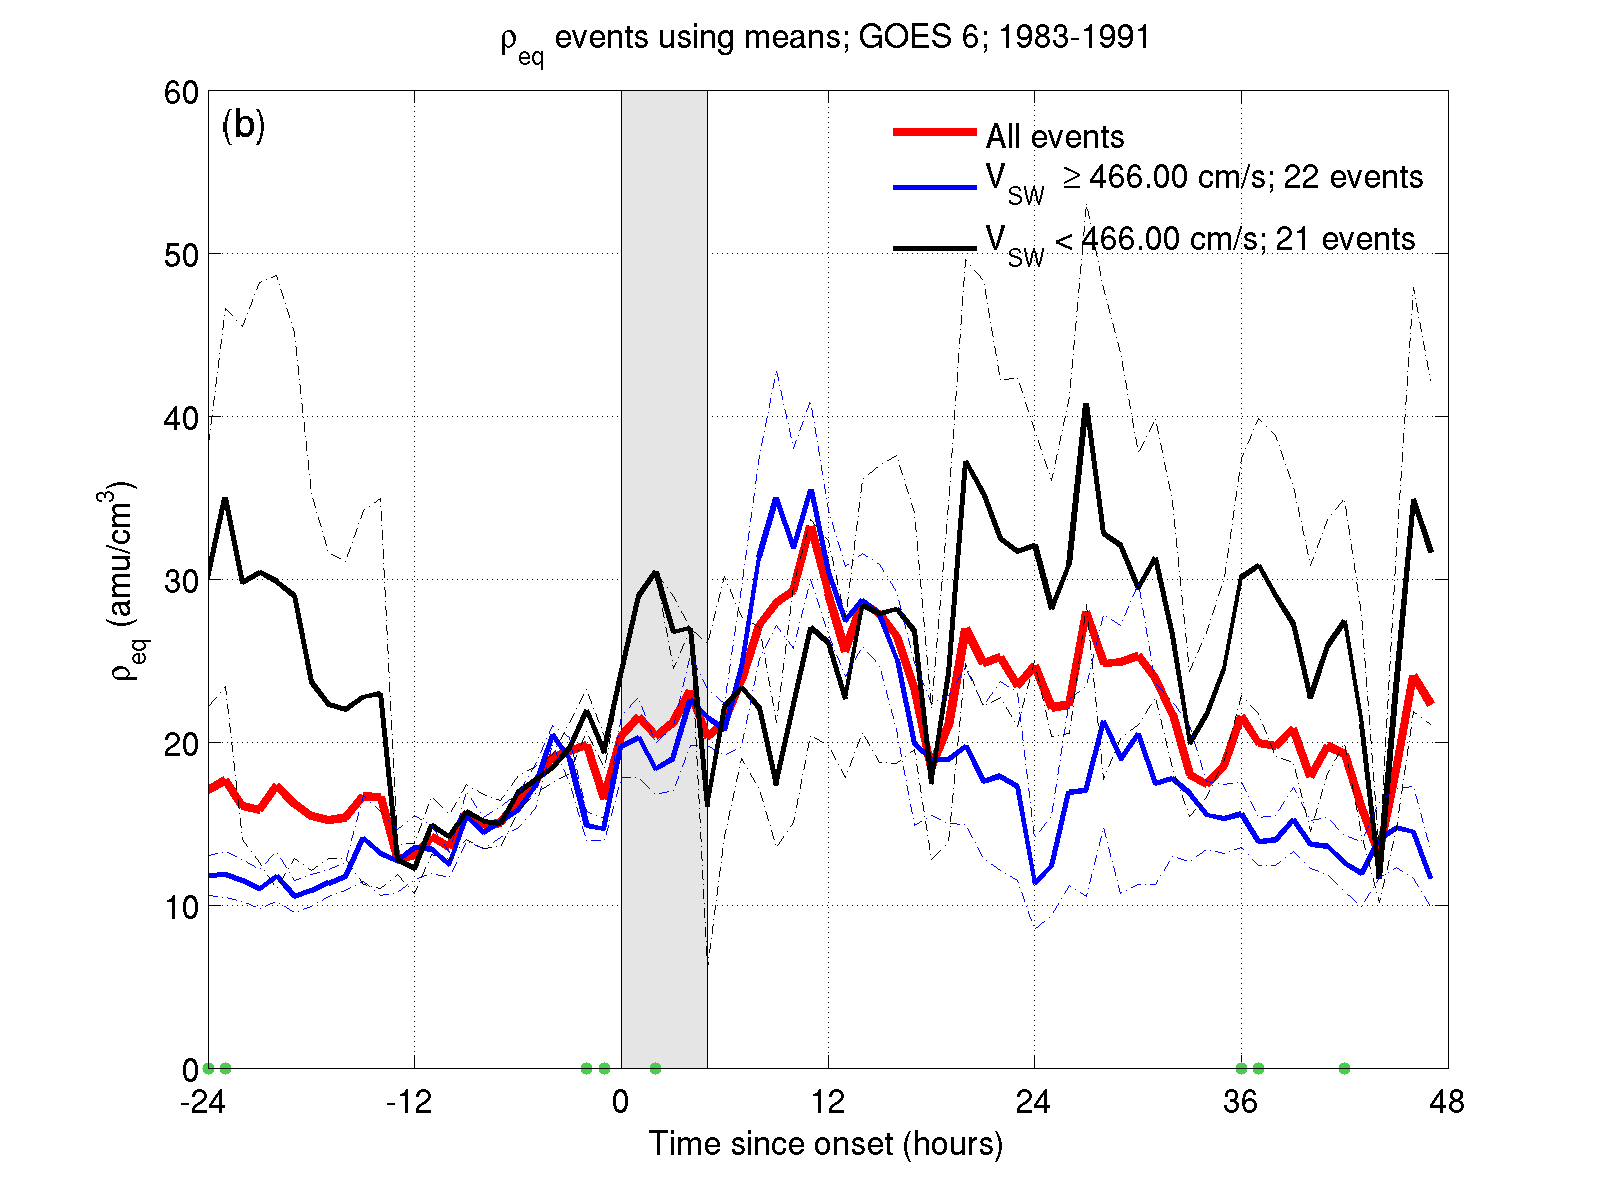 ρeq events using means; GOES 6; 1983-1991
(b)
All events
VSW ≥ 466.00 cm/s; 22 events
VSW < 466.00 cm/s; 21 events
60
50
40
30
20
10
0
ρeq (amu/cm³)
-24 -12 0 12 24 36 48
Time since onset (hours)